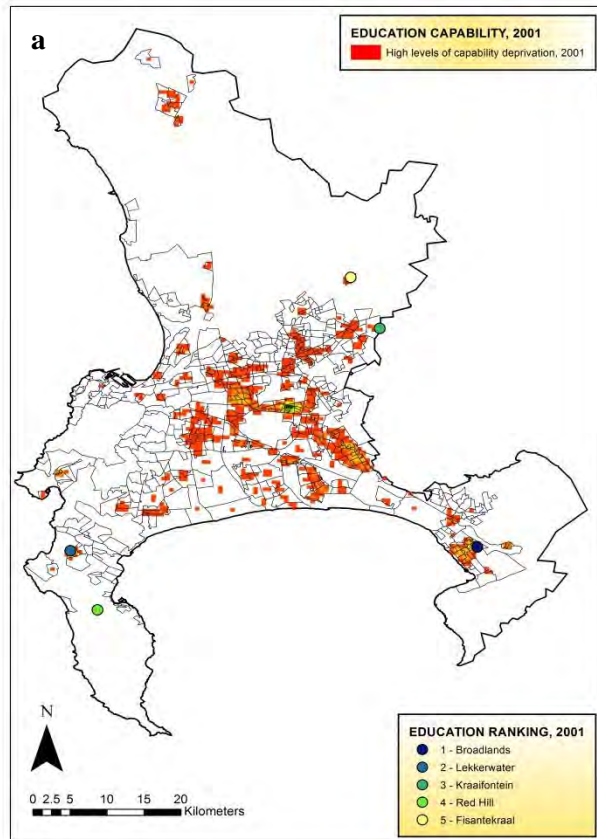 a
EDUCATION CAPABILITY, 2001
High levels of capability deprivation, 2001
N
0 2.5 5 10 15 20
Kilometers
EDUCATION RANKING, 2001
1 - Broadlands
2 - Lekkerwater
3 - Kraaifontein
4 - Red Hill
5 - Fisantekraal